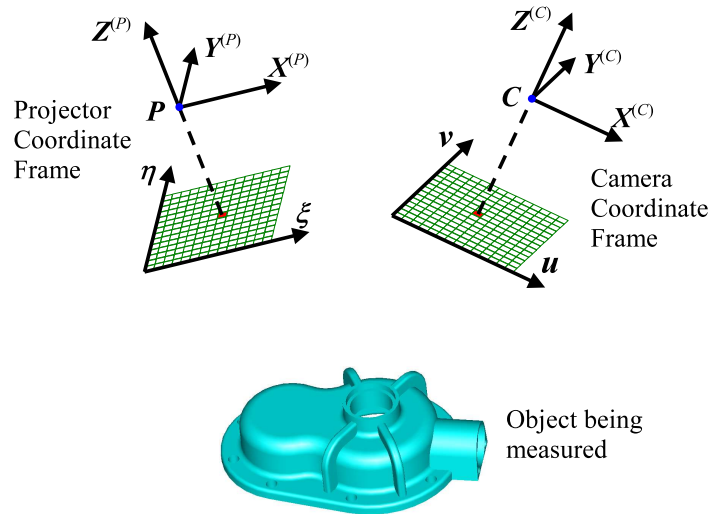 Z(P)
Y(P)
X(P)
P
Projector
Coordinate
Frame
η
ξ
Z(C)
Y(C)
X(C)
C
v
u
Camera
Coordinate
Frame
Object being
measured